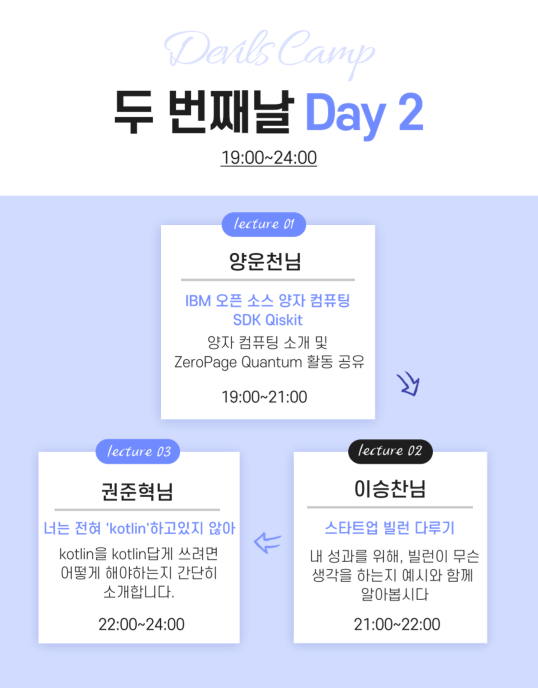 Devils Camp
두 번째날 Day 2
19:00~24:00
lecture 01
양운천님
IBM 오픈 소스 양자 컴퓨팅
SDK Qiskit
양자 컴퓨팅 소개 및
ZeroPage Quantum 활동 공유
19:00~21:00
lecture 02
이승찬님
스타트업 빌런 다루기
내 성과를 위해, 빌런이 무슨
생각을 하는지 예시와 함께
알아봅시다
21:00~22:00
lecture 03
권준혁님
너는 전혀 'kotlin'하고있지 않아
kotlin을 kotlin답게 쓰려면
어떻게 해야하는지 간단히
소개합니다.
22:00~24:00